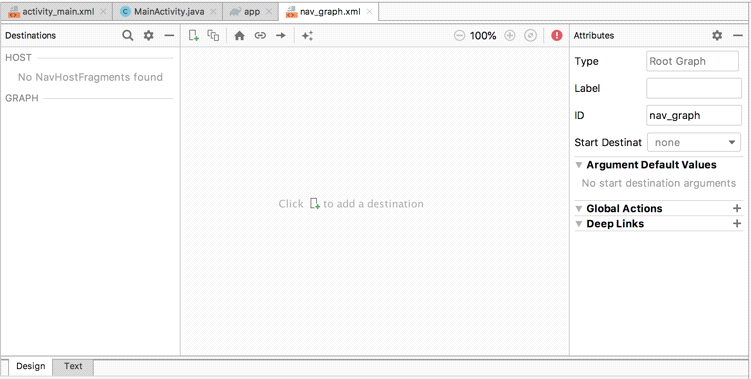 activity_main.xml MainActivity.java app nav_graph.xml
Destinations
HOST
No NavHostFragments found
GRAPH
100%
Click to add a destination
Attributes
Type Root Graph
Label
ID nav_graph
Start Destinat none
Argument Default Values
No start destination arguments
Global Actions
Deep Links
Design Text